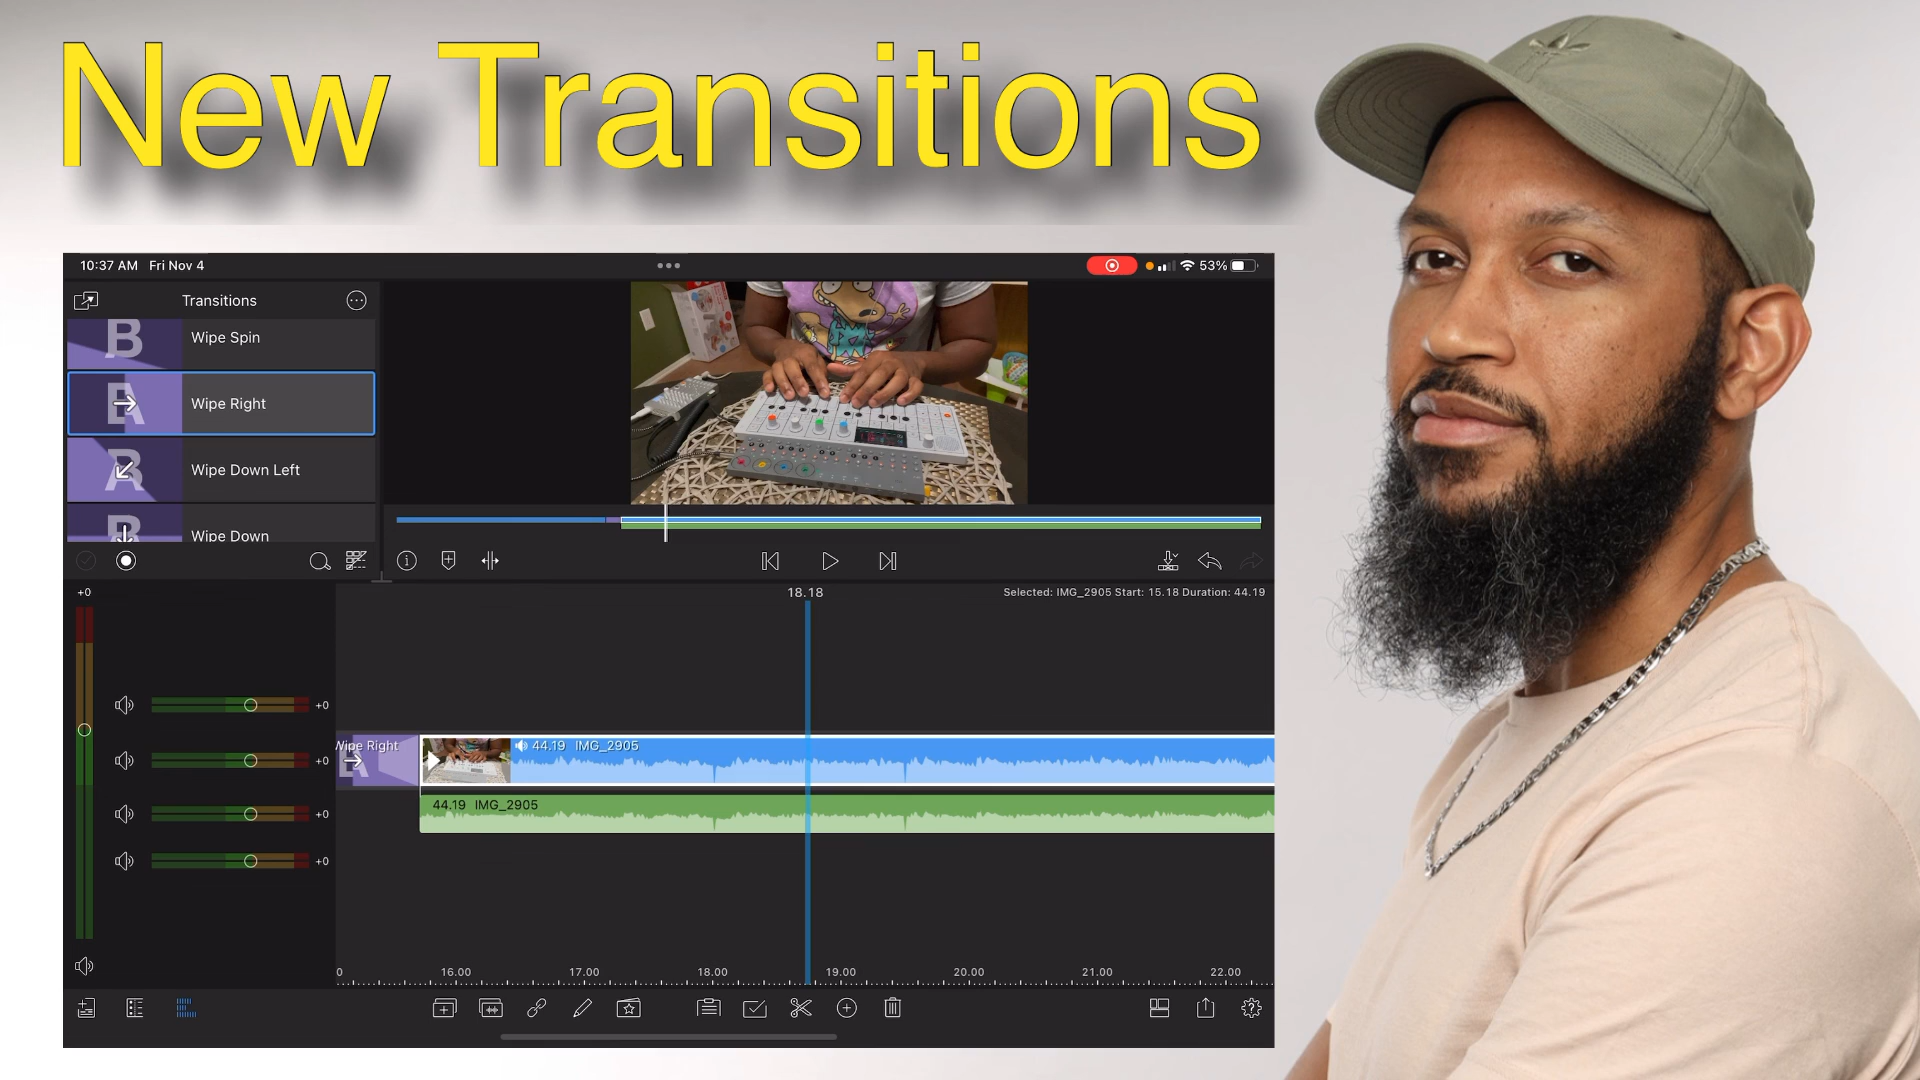 New Transitions
10:37 AM Fri Nov 4
53%
Transitions
B Wipe Spin
Wipe Right
Wipe Down Left
B Wipe Down
+0
18.18
Selected: IMG_2905 Start: 15.18 Duration: 44.19
+0
Wipe Right
44.19 IMG_2905
+0
44.19 IMG_2905
+0
+0
0 16.00 17.00 18.00 19.00 20.00 21.00 22.00